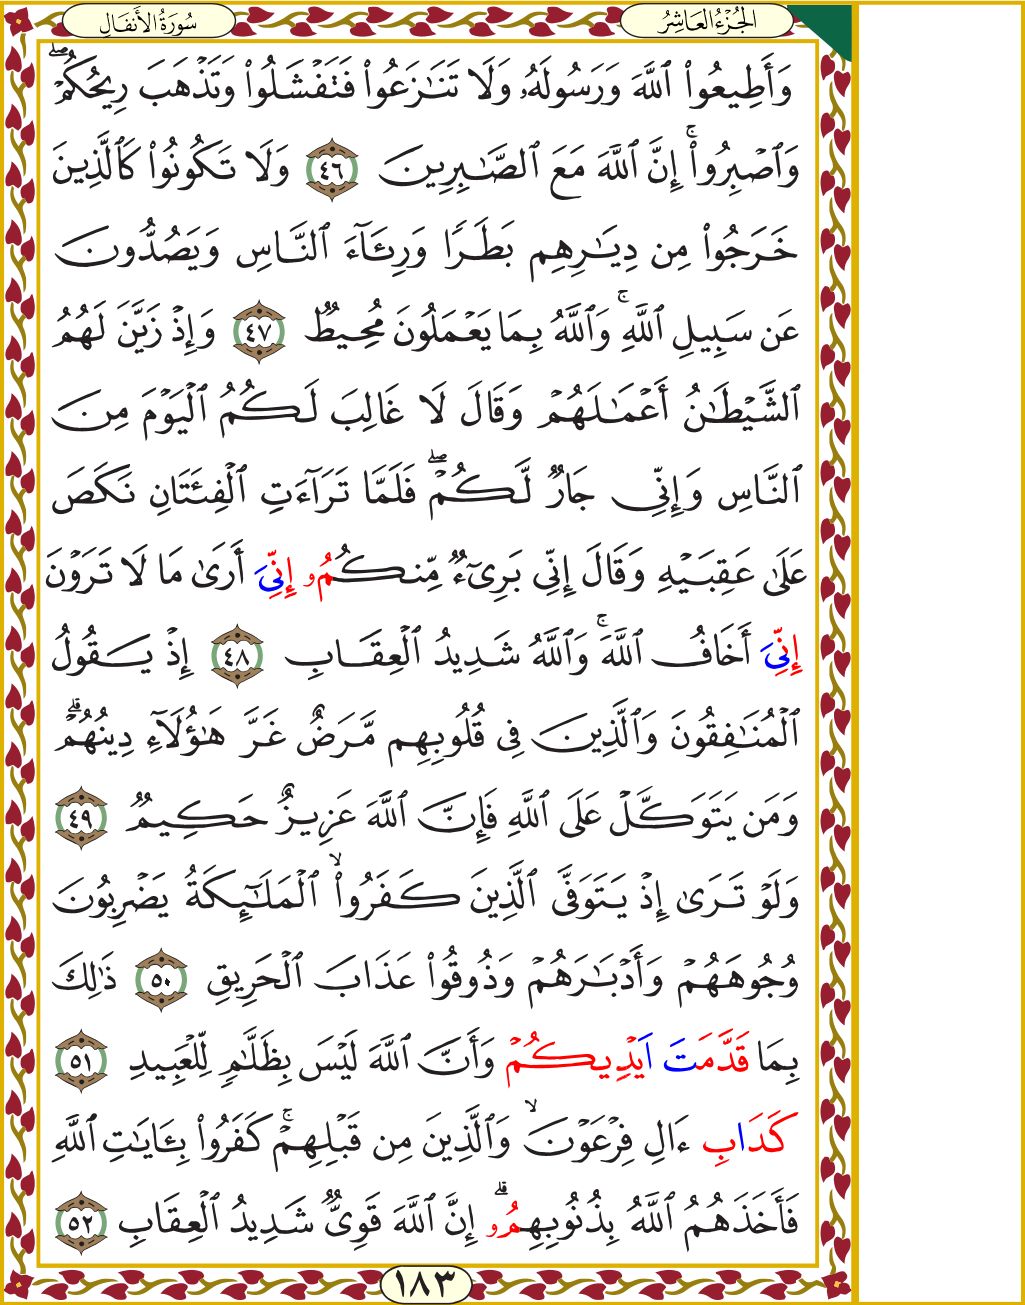 الجُزْءُ العَاشِرُ
سُورَةُ الأَنفَالِ
وَأَطِيعُوا۟ ٱللَّهَ وَرَسُولَهُۥ وَلَا تَنَٰزَعُوا۟ فَتَفْشَلُوا۟ وَتَذْهَبَ رِيحُكُمْۖ
وَٱصْبِرُوٓا۟ۚ إِنَّ ٱللَّهَ مَعَ ٱلصَّٰبِرِينَ ٤٦ وَلَا تَكُونُوا۟ كَٱلَّذِينَ
خَرَجُوا۟ مِن دِيَٰرِهِم بَطَرًا وَرِئَآءَ ٱلنَّاسِ وَيَصُدُّونَ
عَن سَبِيلِ ٱللَّهِۚ وَٱللَّهُ بِمَا يَعْمَلُونَ مُحِيطٌ ٤٧ وَإِذْ زَيَّنَ لَهُمُ
ٱلشَّيْطَٰنُ أَعْمَٰلَهُمْ وَقَالَ لَا غَالِبَ لَكُمُ ٱلْيَوْمَ مِنَ
ٱلنَّاسِ وَإِنِّى جَارٌ لَّكُمْۖ فَلَمَّا تَرَآءَتِ ٱلْفِئَتَانِ نَكَصَ
عَلَىٰ عَقِبَيْهِ وَقَالَ إِنِّى بَرِىٓءٌ مِّنكُمُۥ إِنِّىَ أَرَىٰ مَا لَا تَرَوْنَ
إِنِّىَ أَخَافُ ٱللَّهَۚ وَٱللَّهُ شَدِيدُ ٱلْعِقَابِ ٤٨ إِذْ يَقُولُ
ٱلْمُنَٰفِقُونَ وَٱلَّذِينَ فِى قُلُوبِهِم مَّرَضٌ غَرَّ هَٰٓؤُلَآءِ دِينُهُمْۗ
وَمَن يَتَوَكَّلْ عَلَى ٱللَّهِ فَإِنَّ ٱللَّهَ عَزِيزٌ حَكِيمٌ ٤٩
وَلَوْ تَرَىٰٓ إِذْ يَتَوَفَّى ٱلَّذِينَ كَفَرُوا۟ۙ ٱلْمَلَٰٓئِكَةُ يَضْرِبُونَ
وُجُوهَهُمْ وَأَدْبَٰرَهُمْ وَذُوقُوا۟ عَذَابَ ٱلْحَرِيقِ ٥٠ ذَٰلِكَ
بِمَا قَدَّمَتَ ايْدِيكُمْ وَأَنَّ ٱللَّهَ لَيْسَ بِظَلَّٰمٍ لِّلْعَبِيدِ ٥١
كَدَابِ ءَالِ فِرْعَوْنَۙ وَٱلَّذِينَ مِن قَبْلِهِمْۚ كَفَرُوا۟ بِـَٔايَٰتِ ٱللَّهِ
فَأَخَذَهُمُ ٱللَّهُ بِذُنُوبِهِمُۥۗ إِنَّ ٱللَّهَ قَوِىٌّ شَدِيدُ ٱلْعِقَابِ ٥٢
١٨٣